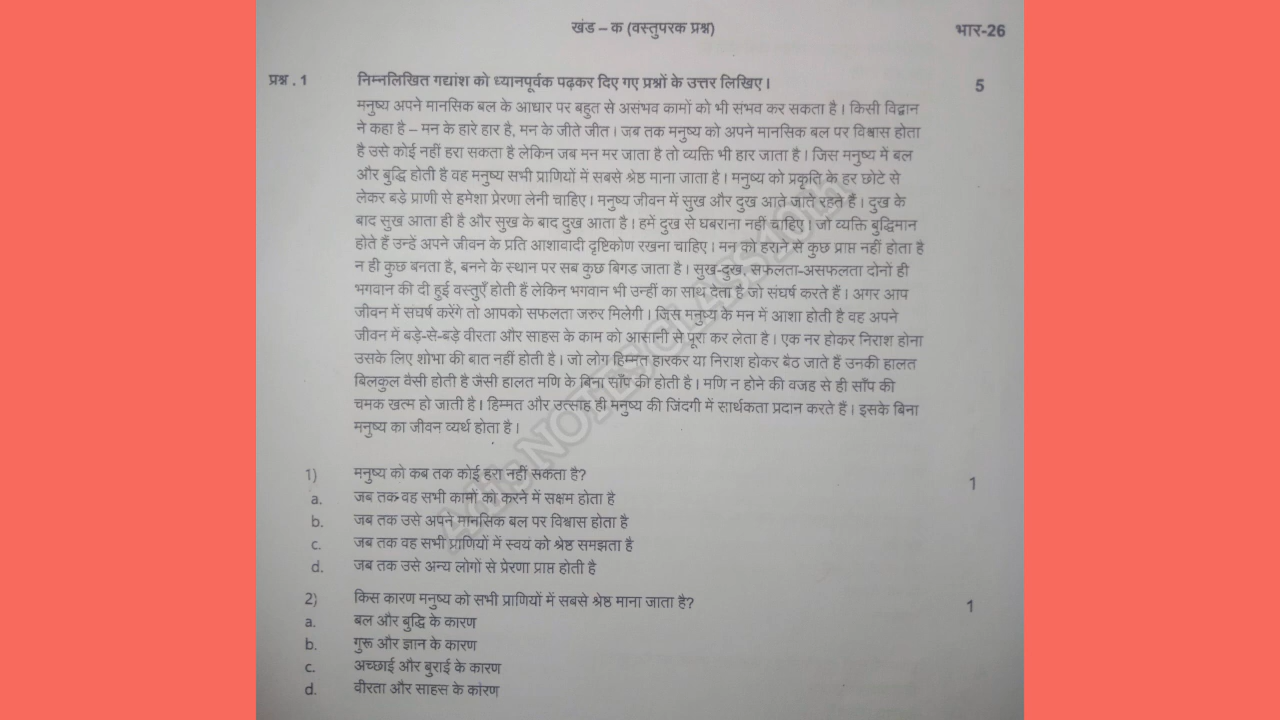 खंड – क (वस्तुपरक प्रश्न) भार-26
प्रश्न . 1 निम्नलिखित गद्यांश को ध्यानपूर्वक पढ़कर दिए गए प्रश्नों के उत्तर लिखिए। 5
मनुष्य अपने मानसिक बल के आधार पर बहुत से असंभव कामों को भी संभव कर सकता है। किसी विद्वान
ने कहा है – मन के हारे हार है, मन के जीते जीत। जब तक मनुष्य को अपने मानसिक बल पर विश्वास होता
है उसे कोई नहीं हरा सकता है लेकिन जब मन मर जाता है तो व्यक्ति भी हार जाता है। जिस मनुष्य में बल
और बुद्धि होती है वह मनुष्य सभी प्राणियों में सबसे श्रेष्ठ माना जाता है। मनुष्य को प्रकृति के हर छोटे से
लेकर बड़े प्राणी से हमेशा प्रेरणा लेनी चाहिए। मनुष्य जीवन में सुख और दुख आते जाते रहते हैं। दुख के
बाद सुख आता ही है और सुख के बाद दुख आता है। हमें दुख से घबराना नहीं चाहिए। जो व्यक्ति बुद्धिमान
होते हैं उन्हें अपने जीवन के प्रति आशावादी दृष्टिकोण रखना चाहिए। मन को हराने से कुछ प्राप्त नहीं होता है
न ही कुछ बनता है, बनने के स्थान पर सब कुछ बिगड जाता है। सुख-दुख, सफलता-असफलता दोनों ही
भगवान की दी हुई वस्तुएँ होती हैं लेकिन भगवान भी उन्हीं का साथ देता है जो संघर्ष करते हैं। अगर आप
जीवन में संघर्ष करेंगे तो आपको सफलता जरुर मिलेगी। जिस मनुष्य के मन में आशा होती है वह अपने
जीवन में बड़े-से-बड़े वीरता और साहस के काम को आसानी से पूरा कर लेता है। एक नर होकर निराश होना
उसके लिए शोभा की बात नहीं होती है। जो लोग हिम्मत हारकर या निराश होकर बैठ जाते हैं उनकी हालत
बिलकुल वैसी होती है जैसी हालत मणि के बिना साँप की होती है। मणि न होने की वजह से ही साँप की
चमक खत्म हो जाती है। हिम्मत और उत्साह ही मनुष्य की जिंदगी में सार्थकता प्रदान करते हैं। इसके बिना
मनुष्य का जीवन व्यर्थ होता है।
1) मनुष्य को कब तक कोई हरा नहीं सकता है? 1
a. जब तक वह सभी कामों को करने में सक्षम होता है
b. जब तक उसे अपने मानसिक बल पर विश्वास होता है
c. जब तक वह सभी प्राणियों में स्वयं को श्रेष्ठ समझता है
d. जब तक उसे अन्य लोगों से प्रेरणा प्राप्त होती है
2) किस कारण मनुष्य को सभी प्राणियों में सबसे श्रेष्ठ माना जाता है? 1
a. बल और बुद्धि के कारण
b. गुरू और ज्ञान के कारण
c. अच्छाई और बुराई के कारण
d. वीरता और साहस के कारण